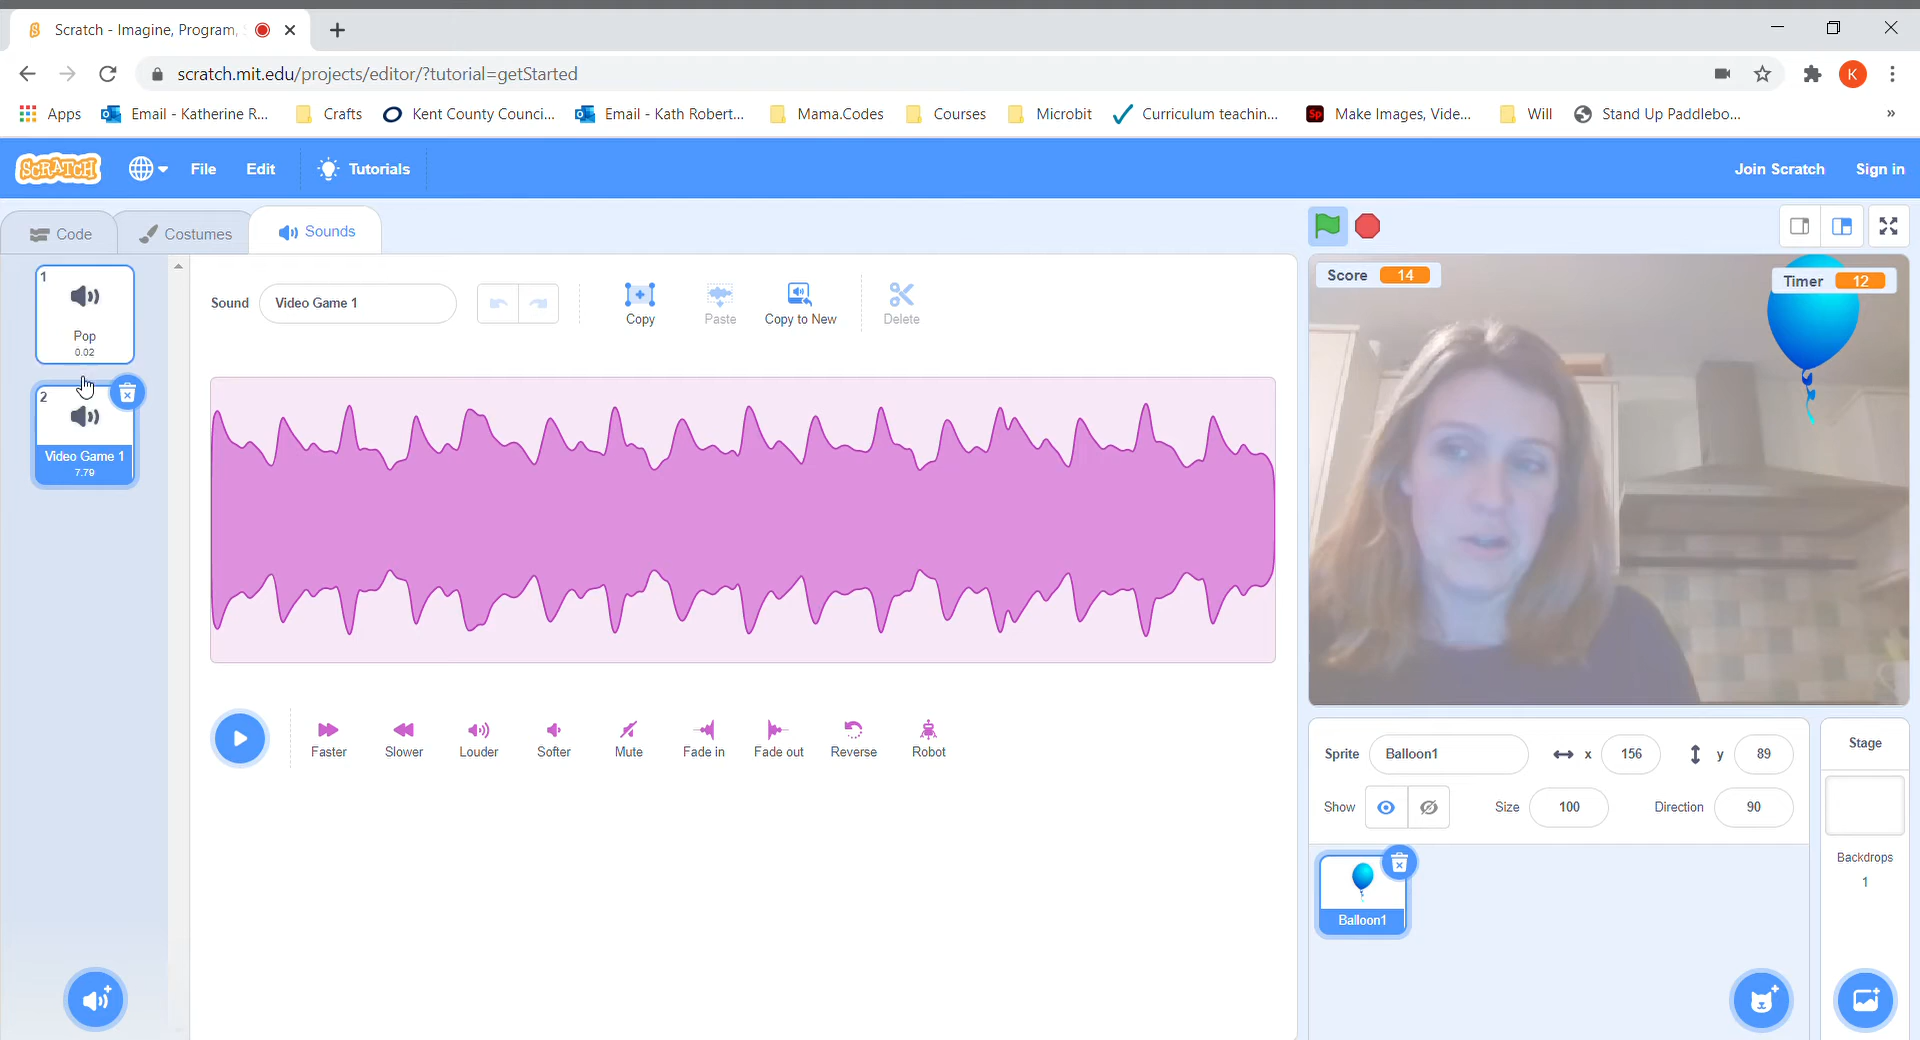 Scratch - Imagine, Program,
scratch.mit.edu/projects/editor/?tutorial=getStarted
K
Apps
Email - Katherine R...
Crafts
Kent County Counci...
Email - Kath Robert...
Mama.Codes
Courses
Microbit
Curriculum teachin...
Sp
Make Images, Vide...
Will
Stand Up Paddlebo...
»
SCRATCH
File
Edit
Tutorials
Join Scratch
Sign in
Code
Costumes
Sounds
1
Pop
0.02
2
Video Game 1
7.79
Sound
Video Game 1
Copy
Paste
Copy to New
Delete
Faster
Slower
Louder
Softer
Mute
Fade in
Fade out
Reverse
Robot
Score 14
Timer 12
Sprite
Balloon1
x 156
y 89
Show
Size 100
Direction 90
Balloon1
Stage
Backdrops
1